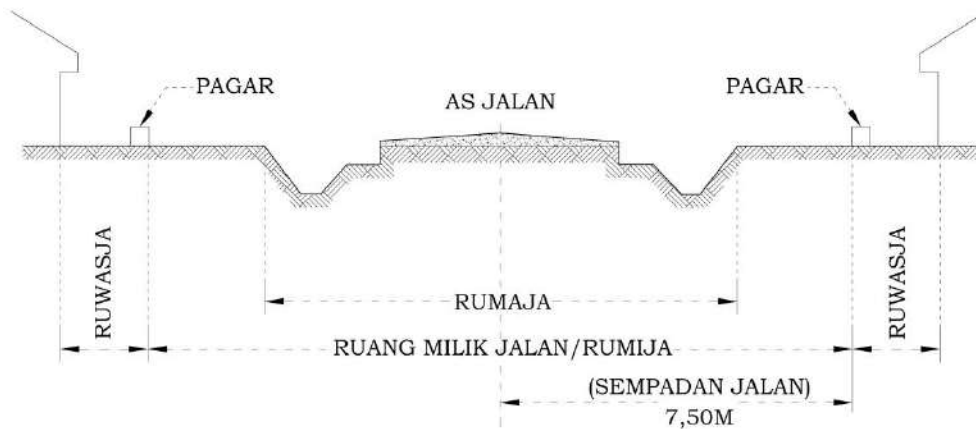 PAGAR
AS JALAN
PAGAR
RUWASJA
RUMAJA
RUWASJA
RUANG MILIK JALAN/RUMIJA
(SEMPADAN JALAN)
7,50M